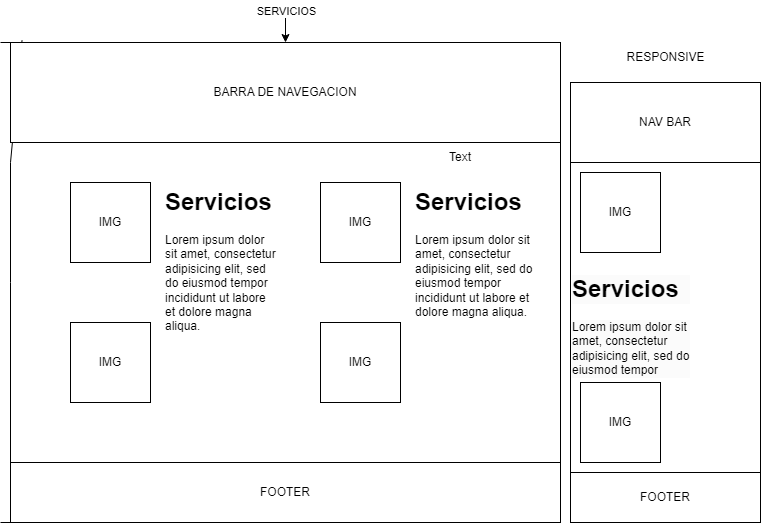 SERVICIOS
BARRA DE NAVEGACION
Text
IMG
Servicios
Lorem ipsum dolor
sit amet, consectetur
adipisicing elit, sed
do eiusmod tempor
incididunt ut labore
et dolore magna
aliqua.
IMG
Servicios
Lorem ipsum dolor sit
amet, consectetur
adipisicing elit, sed do
eiusmod tempor
incididunt ut labore et
dolore magna aliqua.
IMG
IMG
FOOTER
RESPONSIVE
NAV BAR
IMG
Servicios
Lorem ipsum dolor sit
amet, consectetur
adipisicing elit, sed do
eiusmod tempor
IMG
FOOTER